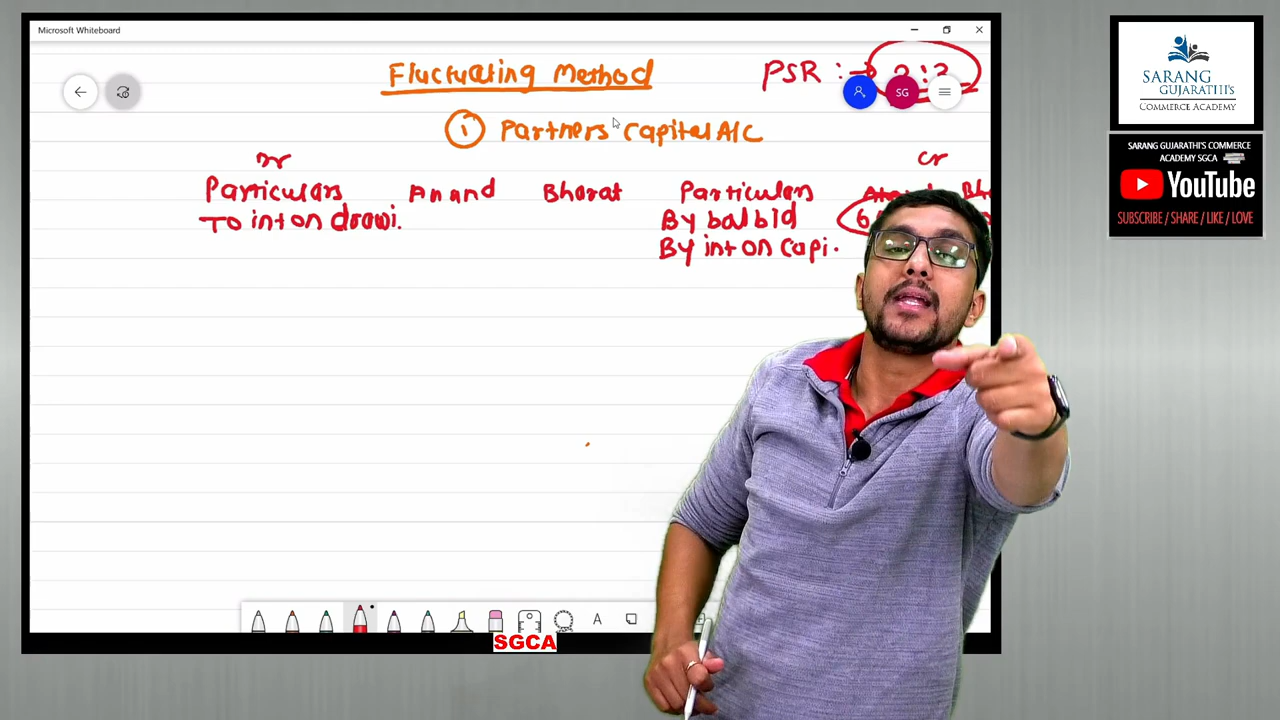 Microsoft Whiteboard
Fluctuating Method
PSR :→
① Partners Capital A/C
Dr
Cr
Particulars Anand Bharat Particulars
To int on drawi. By bal b/d
By int on capi.
SG
A
SGCA
SARANG
GUJARATHI'S
COMMERCE ACADEMY
SARANG GUJARATHI'S COMMERCE
ACADEMY SGCA
YouTube
SUBSCRIBE / SHARE / LIKE / LOVE